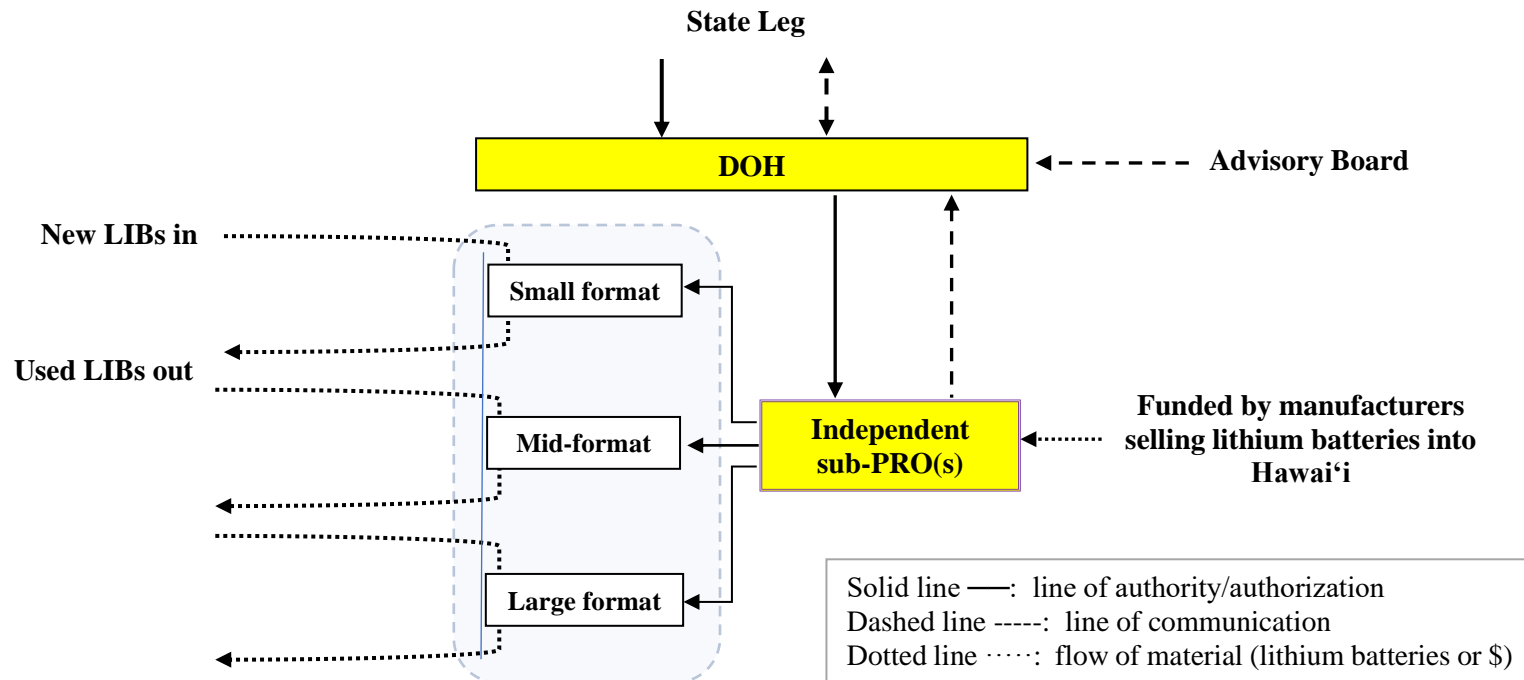 State Leg
DOH
Advisory Board
New LIBs in
Small format
Used LIBs out
Mid-format
Independent
sub-PRO(s)
Funded by manufacturers
selling lithium batteries into
Hawai‘i
Large format
Solid line ——: line of authority/authorization
Dashed line -----: line of communication
Dotted line ·····: flow of material (lithium batteries or $)